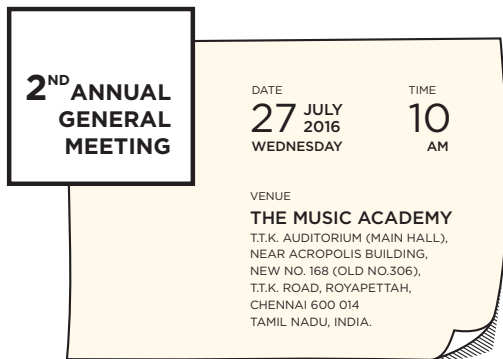 2ND ANNUAL
GENERAL
MEETING
DATE
27 JULY
2016
WEDNESDAY
TIME
10
AM
VENUE
THE MUSIC ACADEMY
T.T.K. AUDITORIUM (MAIN HALL),
NEAR ACROPOLIS BUILDING,
NEW NO. 168 (OLD NO.306),
T.T.K. ROAD, ROYAPETTAH,
CHENNAI 600 014
TAMIL NADU, INDIA.